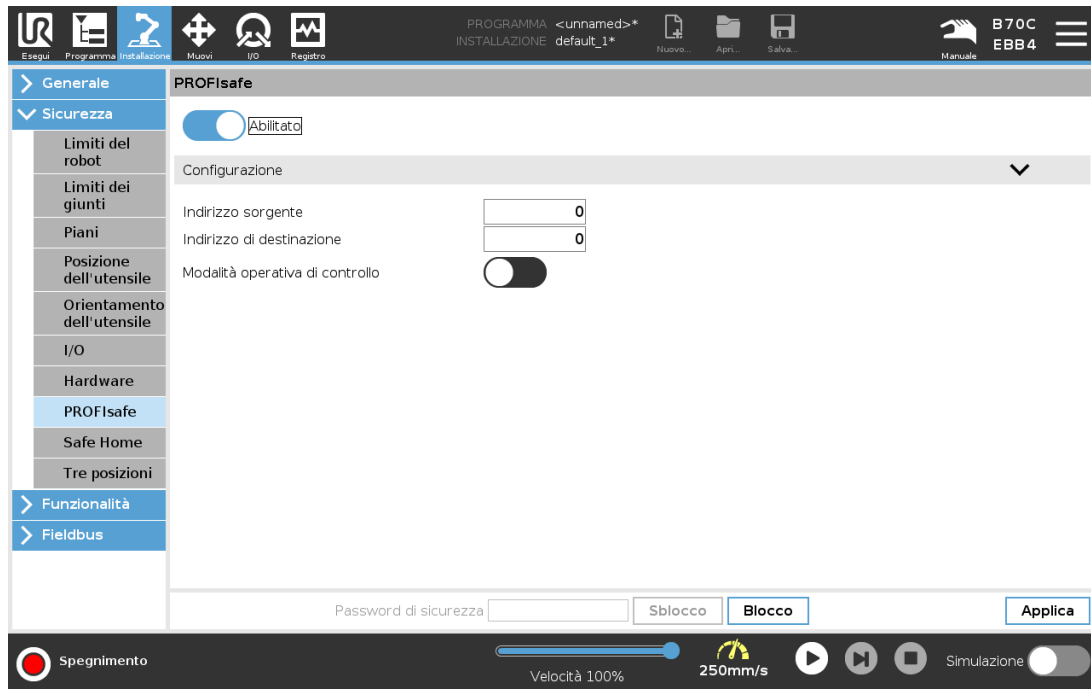 PROGRAMMA <unnamed>*
INSTALLAZIONE default_1*
Esegui
Programma
Installazione
Muovi
I/O
Registro
Nuovo...
Apri...
Salva...
Manuale
B70C
EBB4
Generale
Sicurezza
Limiti del
robot
Limiti dei
giunti
Piani
Posizione
dell'utensile
Orientamento
dell'utensile
I/O
Hardware
PROFIsafe
Safe Home
Tre posizioni
Funzionalità
Fieldbus
PROFIsafe
Abilitato
Configurazione
Indirizzo sorgente 0
Indirizzo di destinazione 0
Modalità operativa di controllo
Password di sicurezza
Sblocco
Blocco
Applica
Spegnimento
Velocità 100%
250mm/s
Simulazione